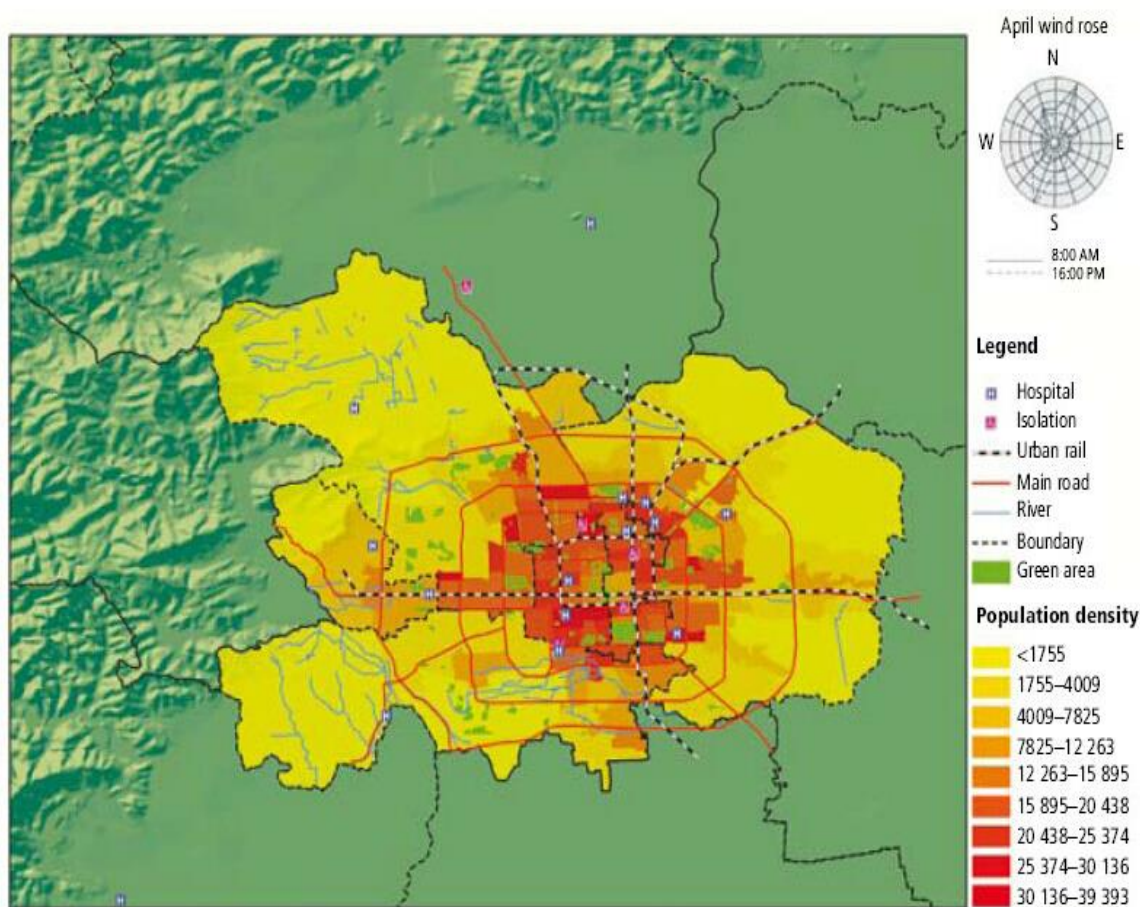 April wind rose
N
W
E
S
8:00 AM
16:00 PM
Legend
Hospital
Isolation
Urban rail
Main road
River
Boundary
Green area
Population density
<1755
1755–4009
4009–7825
7825–12 263
12 263–15 895
15 895–20 438
20 438–25 374
25 374–30 136
30 136–39 393